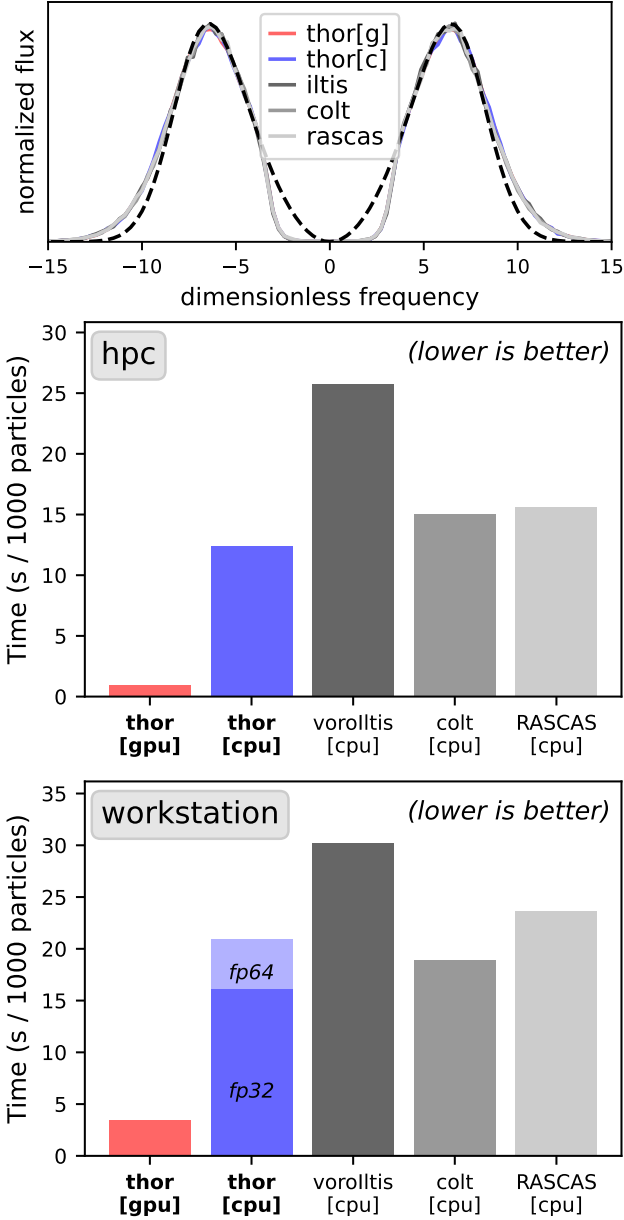 normalized flux
thor[g]
thor[c]
iltis
colt
rascas
−15 −10 −5 0 5 10 15
dimensionless frequency
hpc
(lower is better)
Time (s / 1000 particles)
30
25
20
15
10
5
0
thor [gpu]
thor [cpu]
voroIltis [cpu]
colt [cpu]
RASCAS [cpu]
workstation
(lower is better)
Time (s / 1000 particles)
35
30
25
20
15
10
5
0
fp64
fp32
thor [gpu]
thor [cpu]
voroIltis [cpu]
colt [cpu]
RASCAS [cpu]